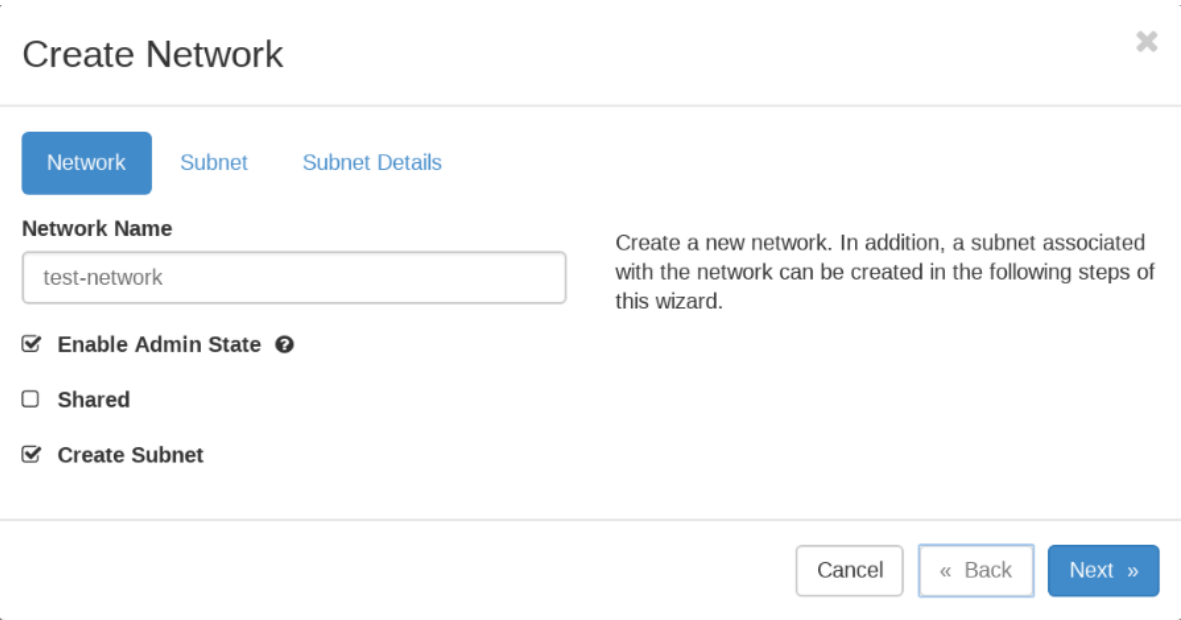 Create Network
Network
Subnet
Subnet Details
Network Name
test-network
Enable Admin State
Shared
Create Subnet
Create a new network. In addition, a subnet associated
with the network can be created in the following steps of
this wizard.
Cancel
« Back
Next »